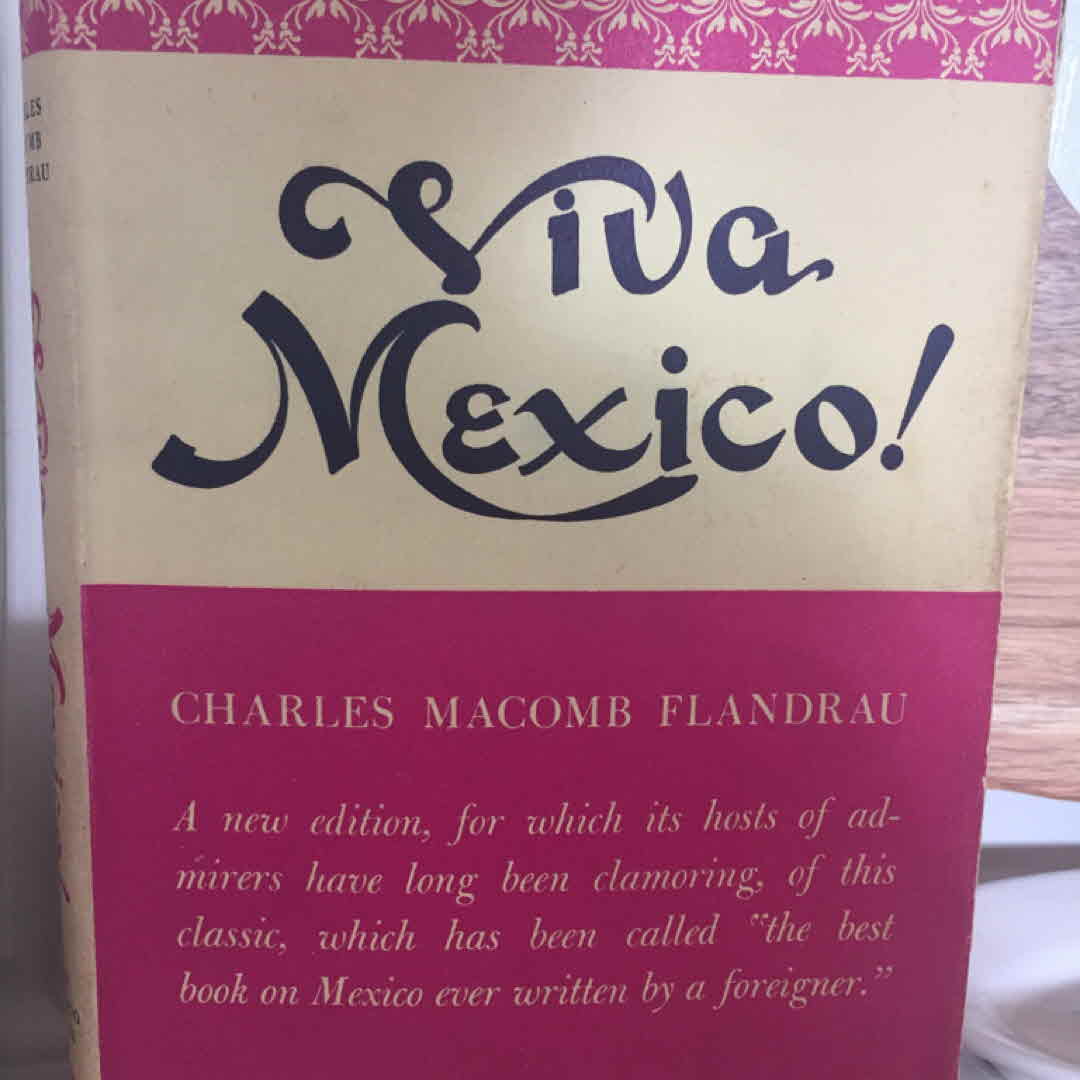 Viva
Mexico!
CHARLES MACOMB FLANDRAU
A new edition, for which its hosts of ad-
mirers have long been clamoring, of this
classic, which has been called "the best
book on Mexico ever written by a foreigner."